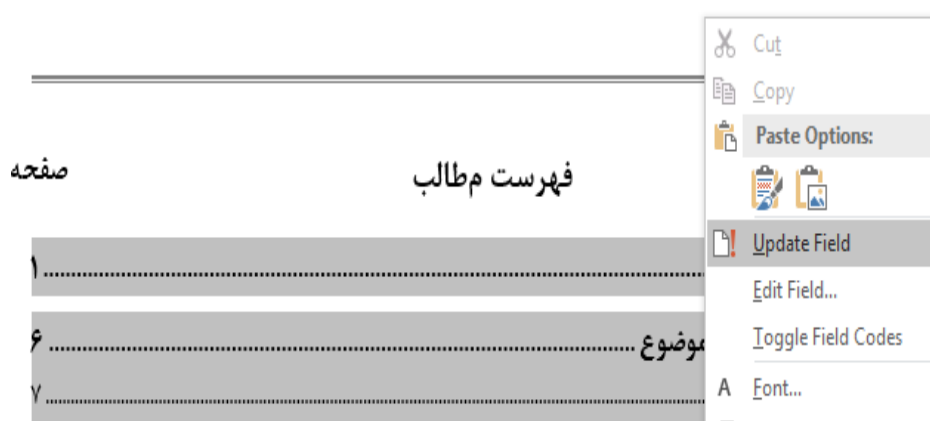 Cut
Copy
Paste Options:
Update Field
Edit Field...
Toggle Field Codes
A Font...
فهرست مطالب
صفحه
........ ۱
موضوع ........ ۶
........ ۷